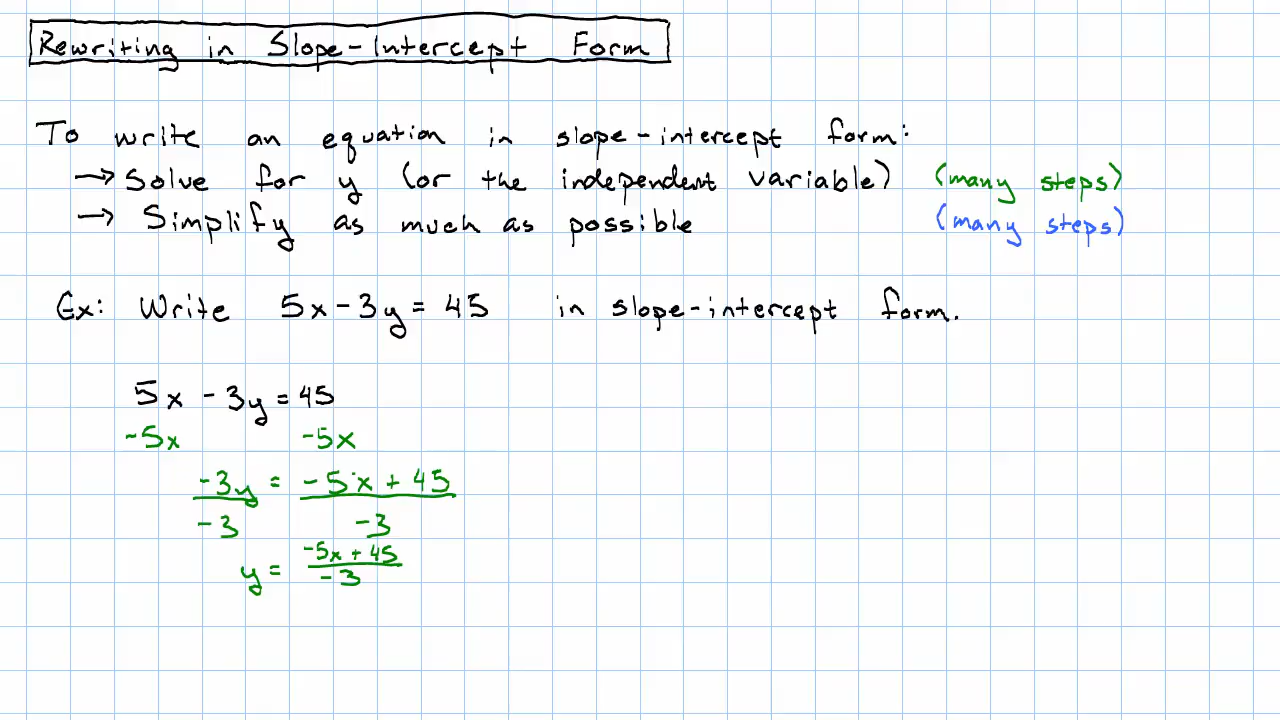 Rewriting in Slope-Intercept Form
To write an equation in slope-intercept form:
→ Solve for y (or the independent variable) (many steps)
→ Simplify as much as possible (many steps)
Ex: Write 5x-3y=45 in slope-intercept form.
5x - 3y = 45
-5x -5x
-3y = -5x + 45
-3 -3
-5x + 45
y =
-3